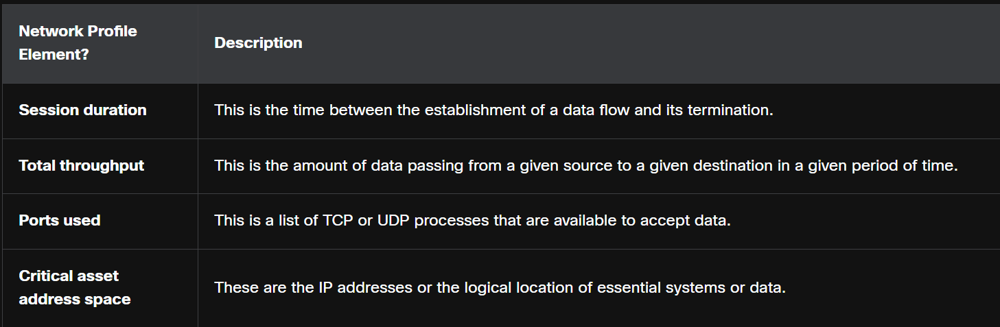 Network Profile
Element?
Description
Session duration
This is the time between the establishment of a data flow and its termination.
Total throughput
This is the amount of data passing from a given source to a given destination in a given period of time.
Ports used
This is a list of TCP or UDP processes that are available to accept data.
Critical asset
address space
These are the IP addresses or the logical location of essential systems or data.